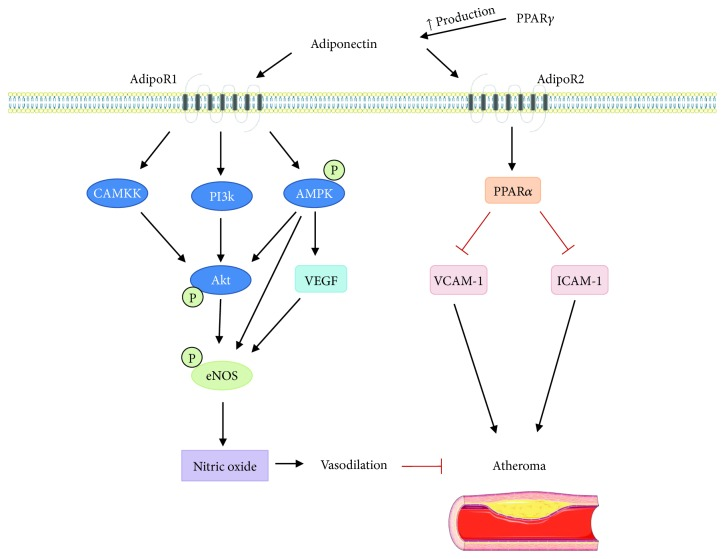 ↑ Production
PPARγ
Adiponectin
AdipoR1
AdipoR2
P
CAMKK
PI3k
AMPK
PPARα
Akt
P
VEGF
VCAM-1
ICAM-1
P
eNOS
Nitric oxide
Vasodilation
Atheroma